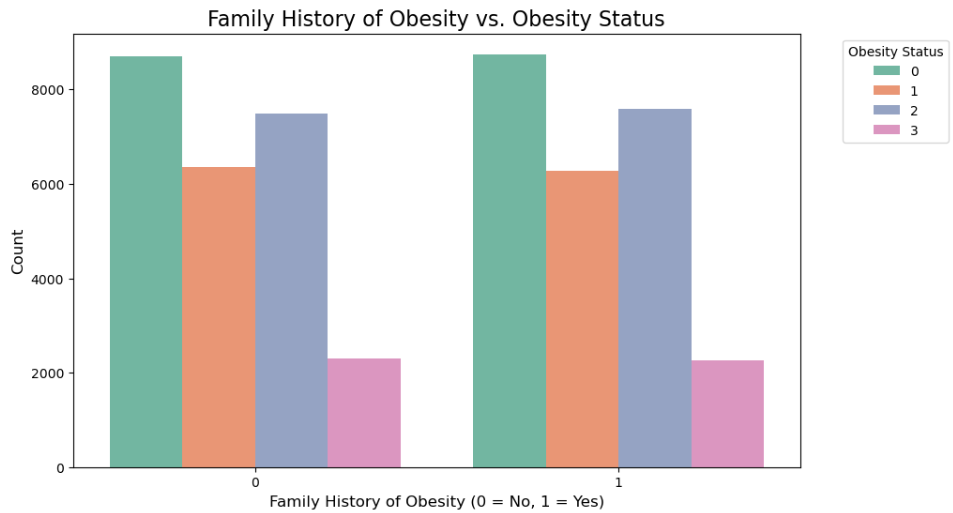 Family History of Obesity vs. Obesity Status
Obesity Status
0
1
2
3
8000
6000
4000
2000
0
Count
0
1
Family History of Obesity (0 = No, 1 = Yes)